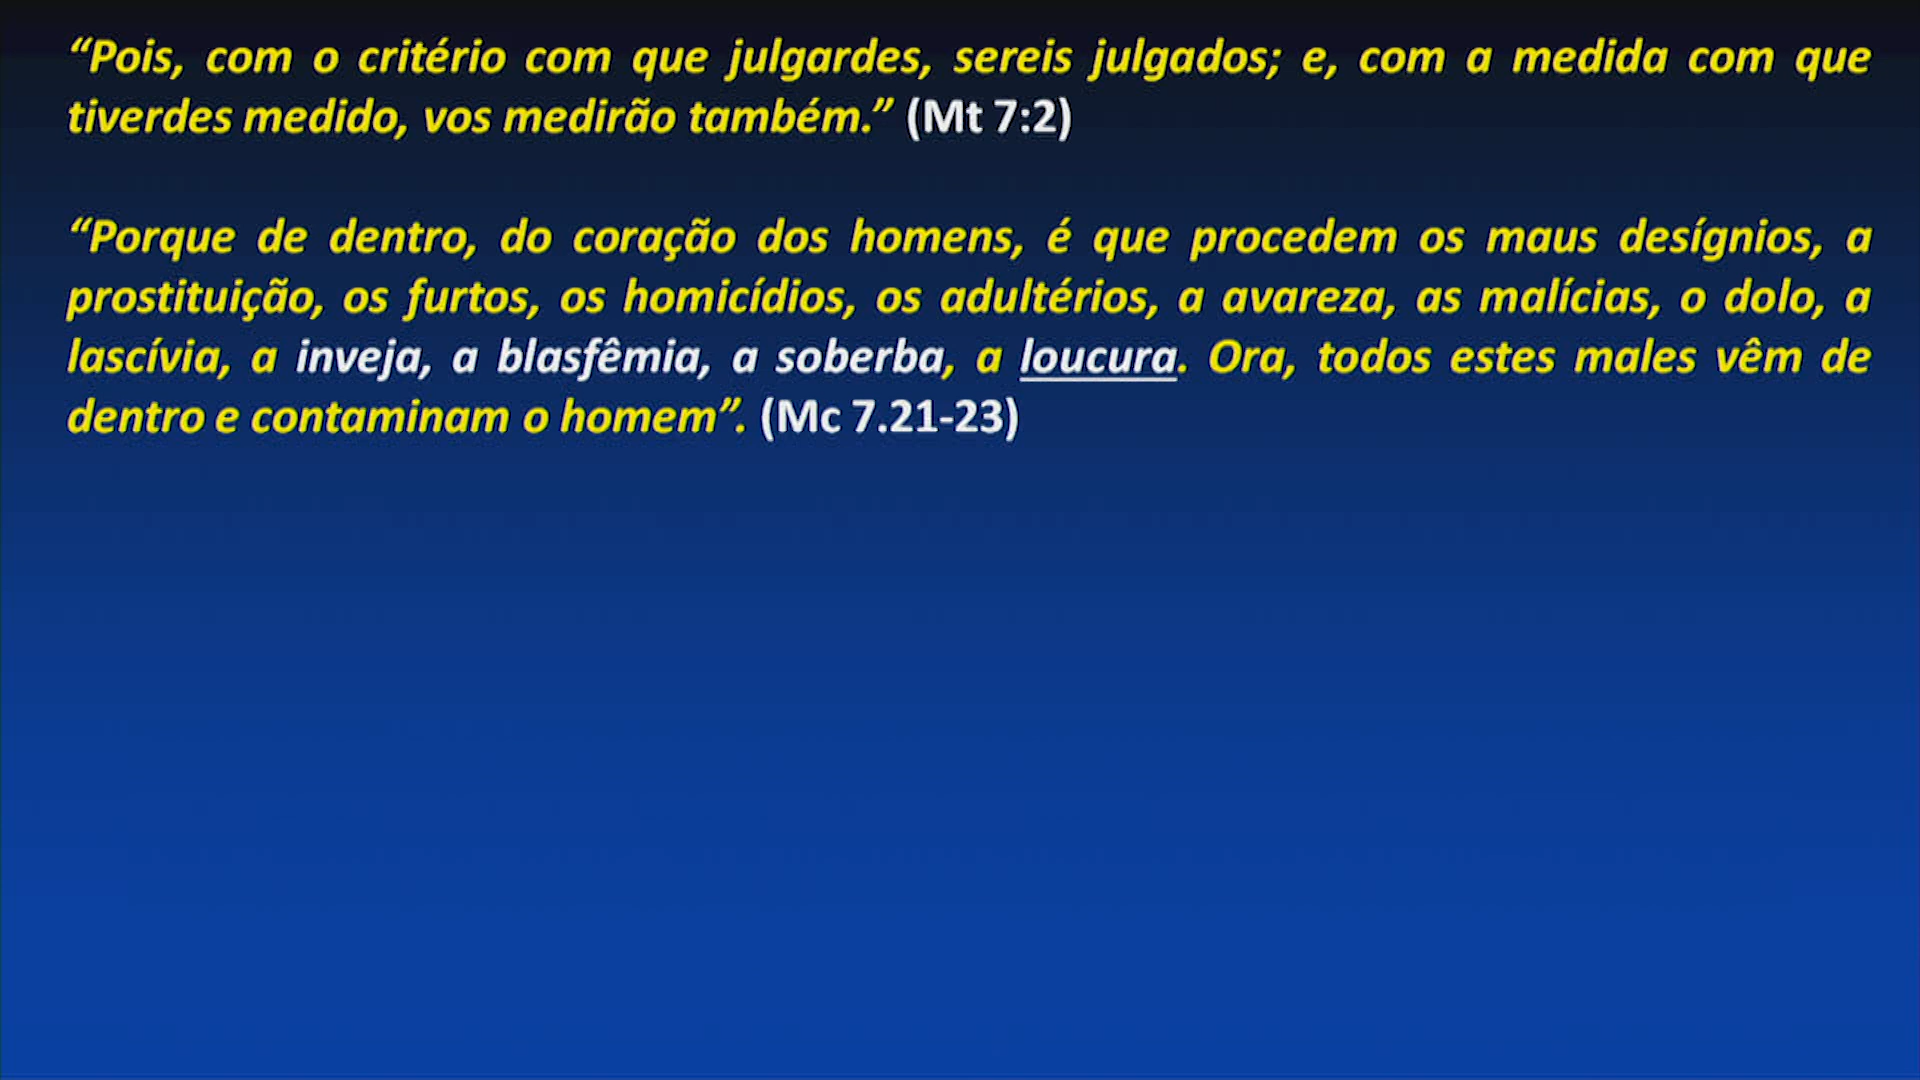 “Pois, com o critério com que julgardes, sereis julgados; e, com a medida com que
tiverdes medido, vos medirão também.” (Mt 7:2)
“Porque de dentro, do coração dos homens, é que procedem os maus desígnios, a
prostituição, os furtos, os homicídios, os adultérios, a avareza, as malícias, o dolo, a
lascívia, a inveja, a blasfêmia, a soberba, a loucura. Ora, todos estes males vêm de
dentro e contaminam o homem”. (Mc 7.21-23)